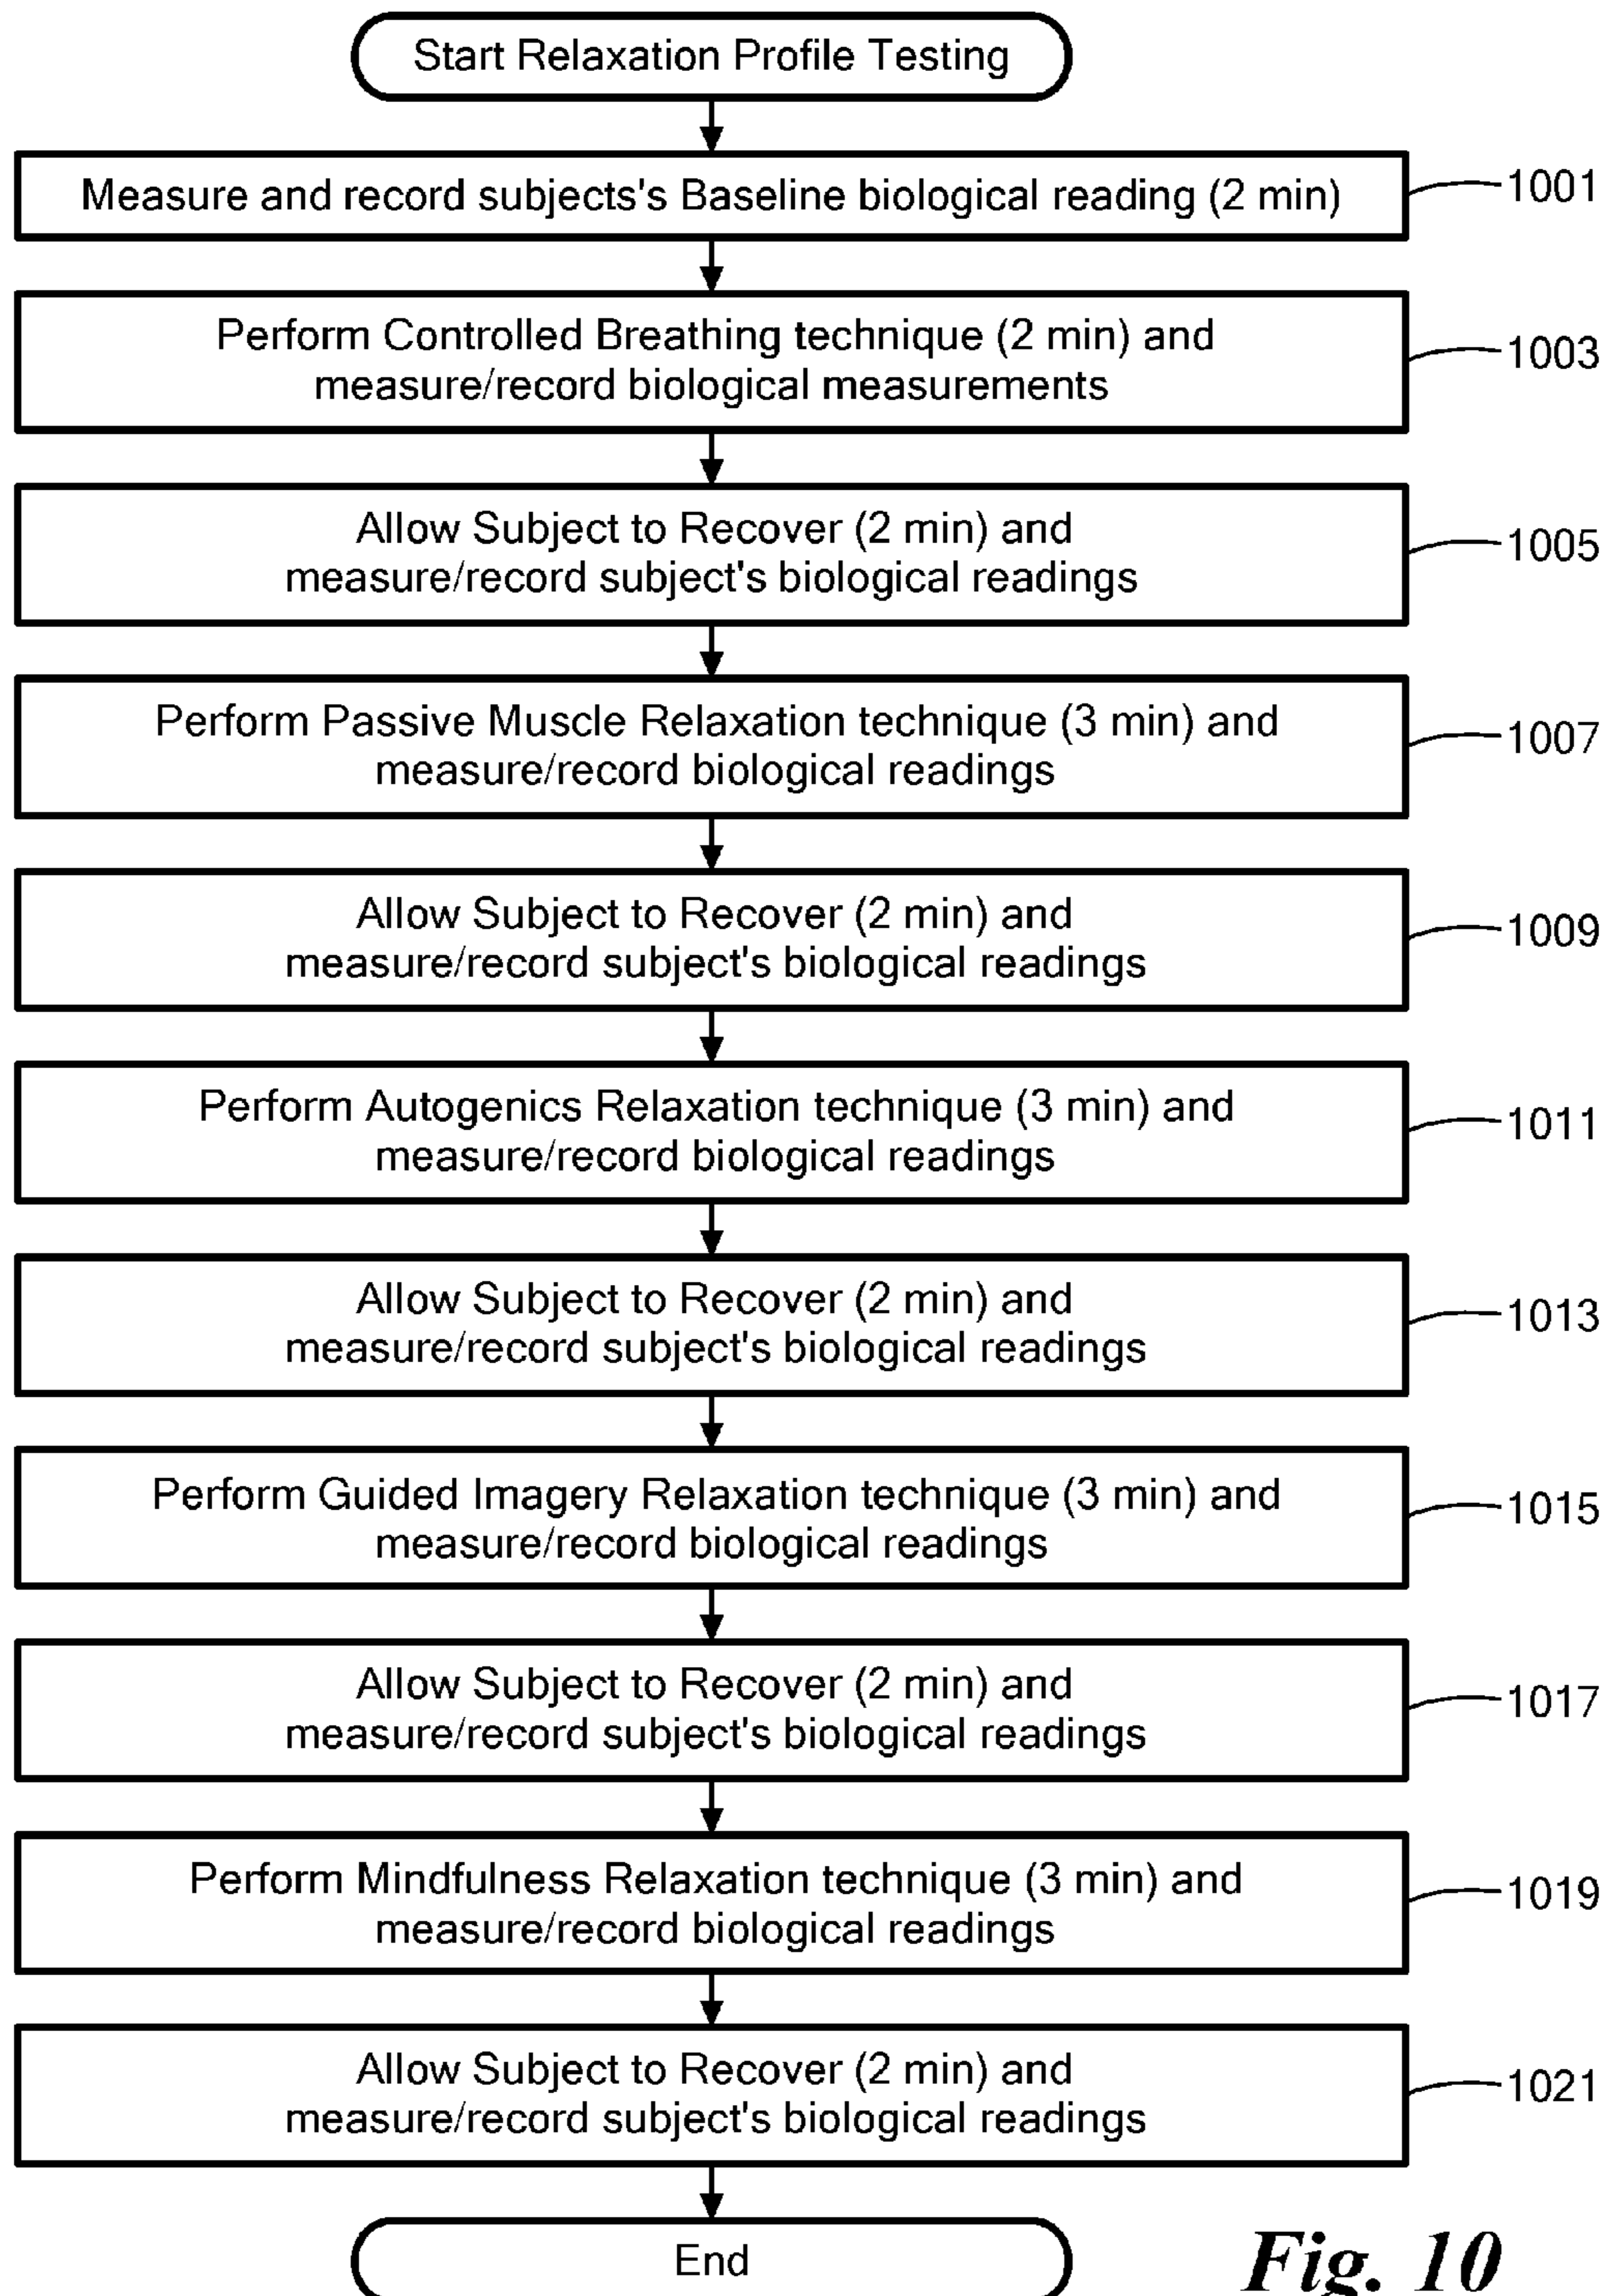 Start Relaxation Profile Testing
Measure and record subjects's Baseline biological reading (2 min)
1001
Perform Controlled Breathing technique (2 min) and
measure/record biological measurements
1003
Allow Subject to Recover (2 min) and
measure/record subject's biological readings
1005
Perform Passive Muscle Relaxation technique (3 min) and
measure/record biological readings
1007
Allow Subject to Recover (2 min) and
measure/record subject's biological readings
1009
Perform Autogenics Relaxation technique (3 min) and
measure/record biological readings
1011
Allow Subject to Recover (2 min) and
measure/record subject's biological readings
1013
Perform Guided Imagery Relaxation technique (3 min) and
measure/record biological readings
1015
Allow Subject to Recover (2 min) and
measure/record subject's biological readings
1017
Perform Mindfulness Relaxation technique (3 min) and
measure/record biological readings
1019
Allow Subject to Recover (2 min) and
measure/record subject's biological readings
1021
End
Fig. 10